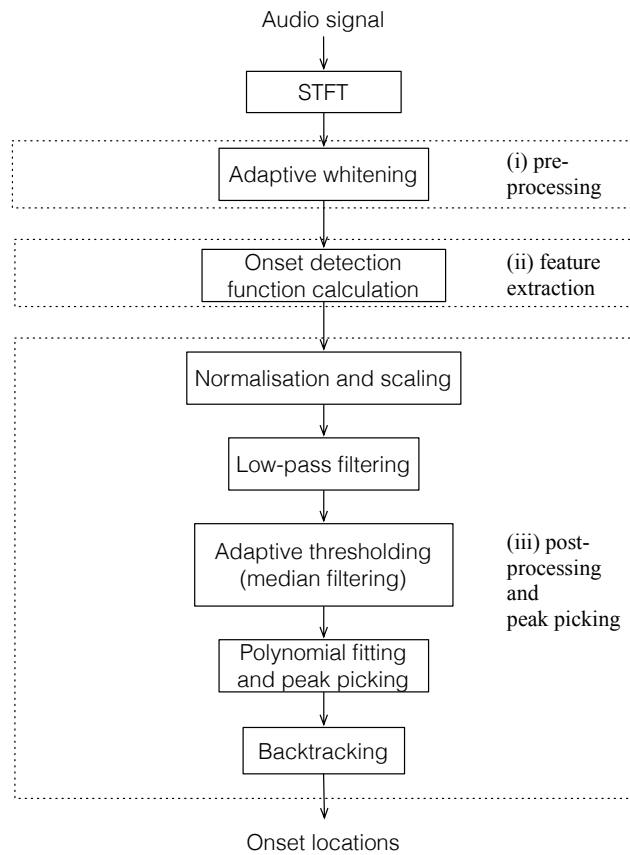 Audio signal
STFT
Adaptive whitening
(i) pre-
processing
Onset detection
function calculation
(ii) feature
extraction
Normalisation and scaling
Low-pass filtering
Adaptive thresholding
(median filtering)
(iii) post-
processing
and
peak picking
Polynomial fitting
and peak picking
Backtracking
Onset locations